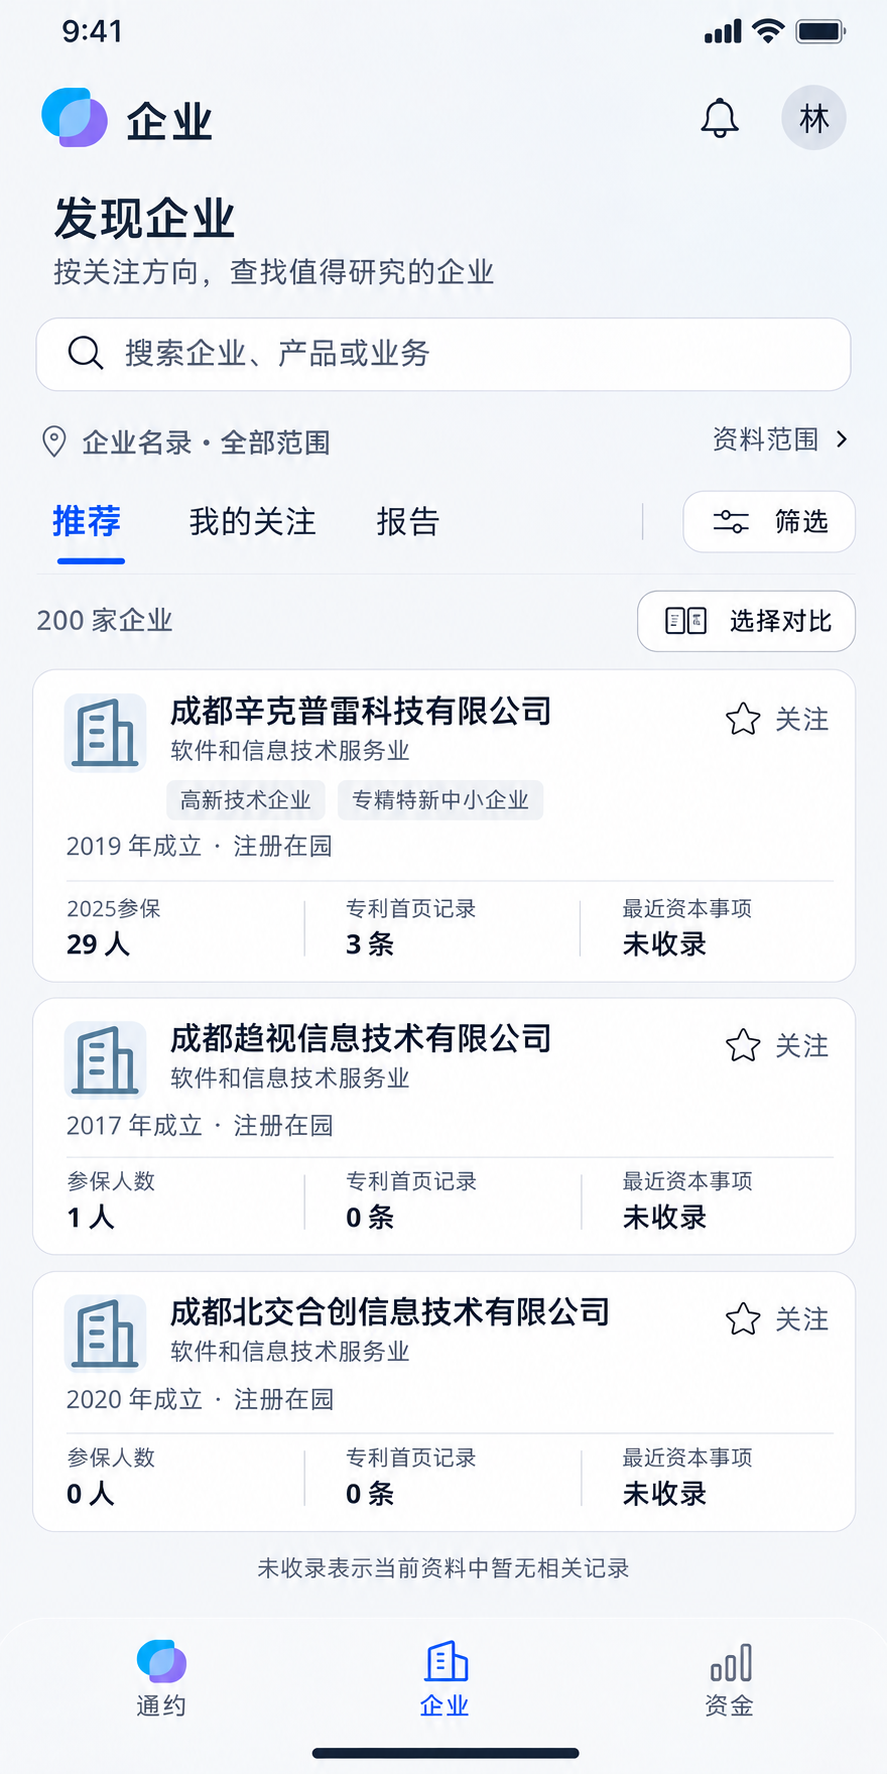 9:41
企业
林
发现企业
按关注方向，查找值得研究的企业
搜索企业、产品或业务
企业名录·全部范围
资料范围
推荐 我的关注 报告 筛选
200 家企业
选择对比
成都辛克普雷科技有限公司
关注
软件和信息技术服务业
高新技术企业 专精特新中小企业
2019 年成立 · 注册在园
2025参保 专利首页记录 最近资本事项
29 人 3 条 未收录
成都趋视信息技术有限公司
关注
软件和信息技术服务业
2017 年成立 · 注册在园
参保人数 专利首页记录 最近资本事项
1 人 0 条 未收录
成都北交合创信息技术有限公司
关注
软件和信息技术服务业
2020 年成立 · 注册在园
参保人数 专利首页记录 最近资本事项
0 人 0 条 未收录
未收录表示当前资料中暂无相关记录
通约 企业 资金